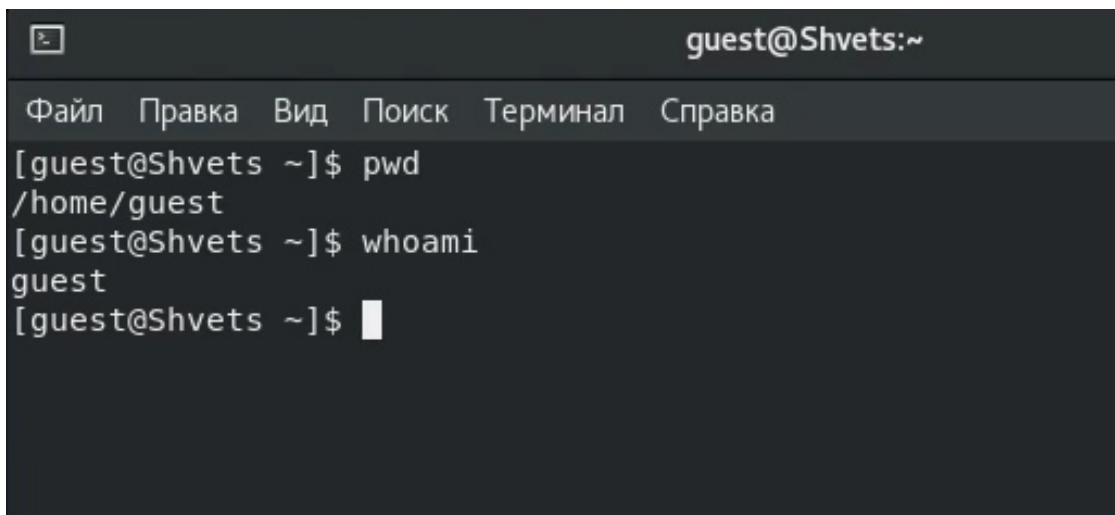 guest@Shvets:~
Файл Правка Вид Поиск Терминал Справка
[guest@Shvets ~]$ pwd
/home/guest
[guest@Shvets ~]$ whoami
guest
[guest@Shvets ~]$